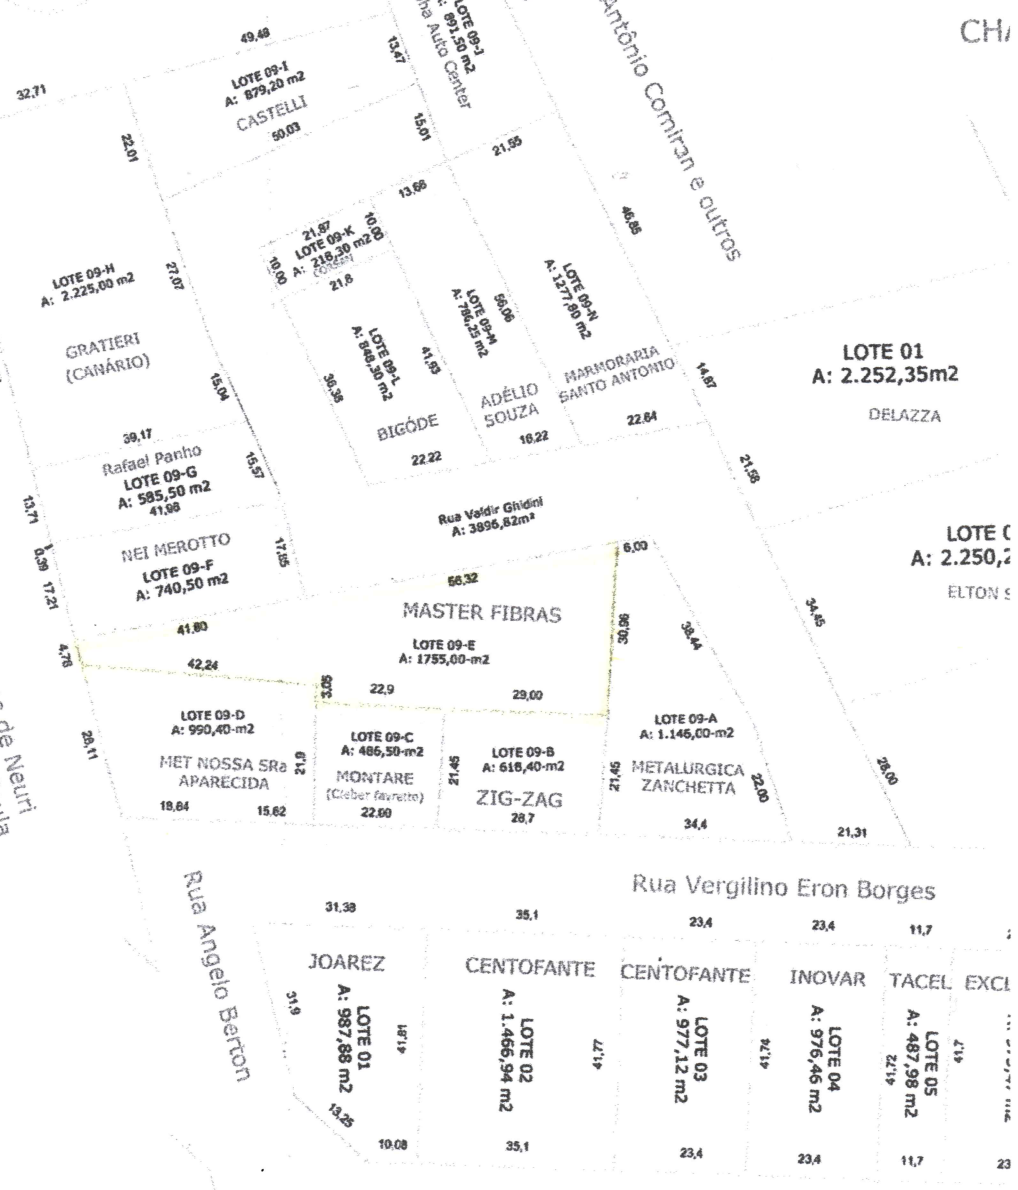 CHA
Antônio Comiran e outros
LOTE 09-J
A: 891,50 m2
ha Auto Center
49,48
13,47
32,71
LOTE 09-I
A: 879,20 m2
CASTELLI
50,03
22,01
15,01
21,55
13,66
46,85
21,87
10,00
LOTE 09-K
A: 218,30 m2
10,00
21,8
LOTE 09-H
A: 2.225,00 m2
27,07
GRATIERI
(CANÁRIO)
15,04
39,17
LOTE 09-L
A: 848,30 m2
36,38
41,93
BIGÓDE
22,22
LOTE 09-M
A: 786,25 m2
56,06
ADÉLIO
SOUZA
16,22
LOTE 09-N
A: 1277,80 m2
MARMORARIA
SANTO ANTONIO
22,64
14,87
LOTE 01
A: 2.252,35m2
DELAZZA
21,58
Rafael Panho
LOTE 09-G
A: 585,50 m2
41,98
15,57
13,71
0,39
17,21
NEI MEROTTO
LOTE 09-F
A: 740,50 m2
17,85
Rua Valdir Ghidini
A: 3896,82m²
LOTE 0
A: 2.250,2
ELTON S
6,00
56,32
MASTER FIBRAS
41,80
LOTE 09-E
A: 1755,00-m2
30,96
38,44
34,45
4,78
42,24
3,05
22,9
29,00
LOTE 09-D
A: 990,40-m2
MET NOSSA SRa
APARECIDA
28,11
21,9
18,84
15,62
LOTE 09-C
A: 486,50-m2
MONTARE
(Cleber favretto)
22,00
21,45
LOTE 09-B
A: 618,40-m2
ZIG-ZAG
28,7
21,45
LOTE 09-A
A: 1.146,00-m2
METALURGICA
ZANCHETTA
22,00
34,4
28,00
21,31
de Neuri
Rua Angelo Berton
Rua Vergilino Eron Borges
31,38
35,1
23,4
23,4
11,7
JOAREZ
CENTOFANTE
CENTOFANTE
INOVAR
TACEL
EXCL
31,9
LOTE 01
A: 987,88 m2
41,81
LOTE 02
A: 1.466,94 m2
41,77
LOTE 03
A: 977,12 m2
41,74
LOTE 04
A: 976,46 m2
41,72
LOTE 05
A: 487,98 m2
41,7
13,25
10,08
35,1
23,4
23,4
11,7
23